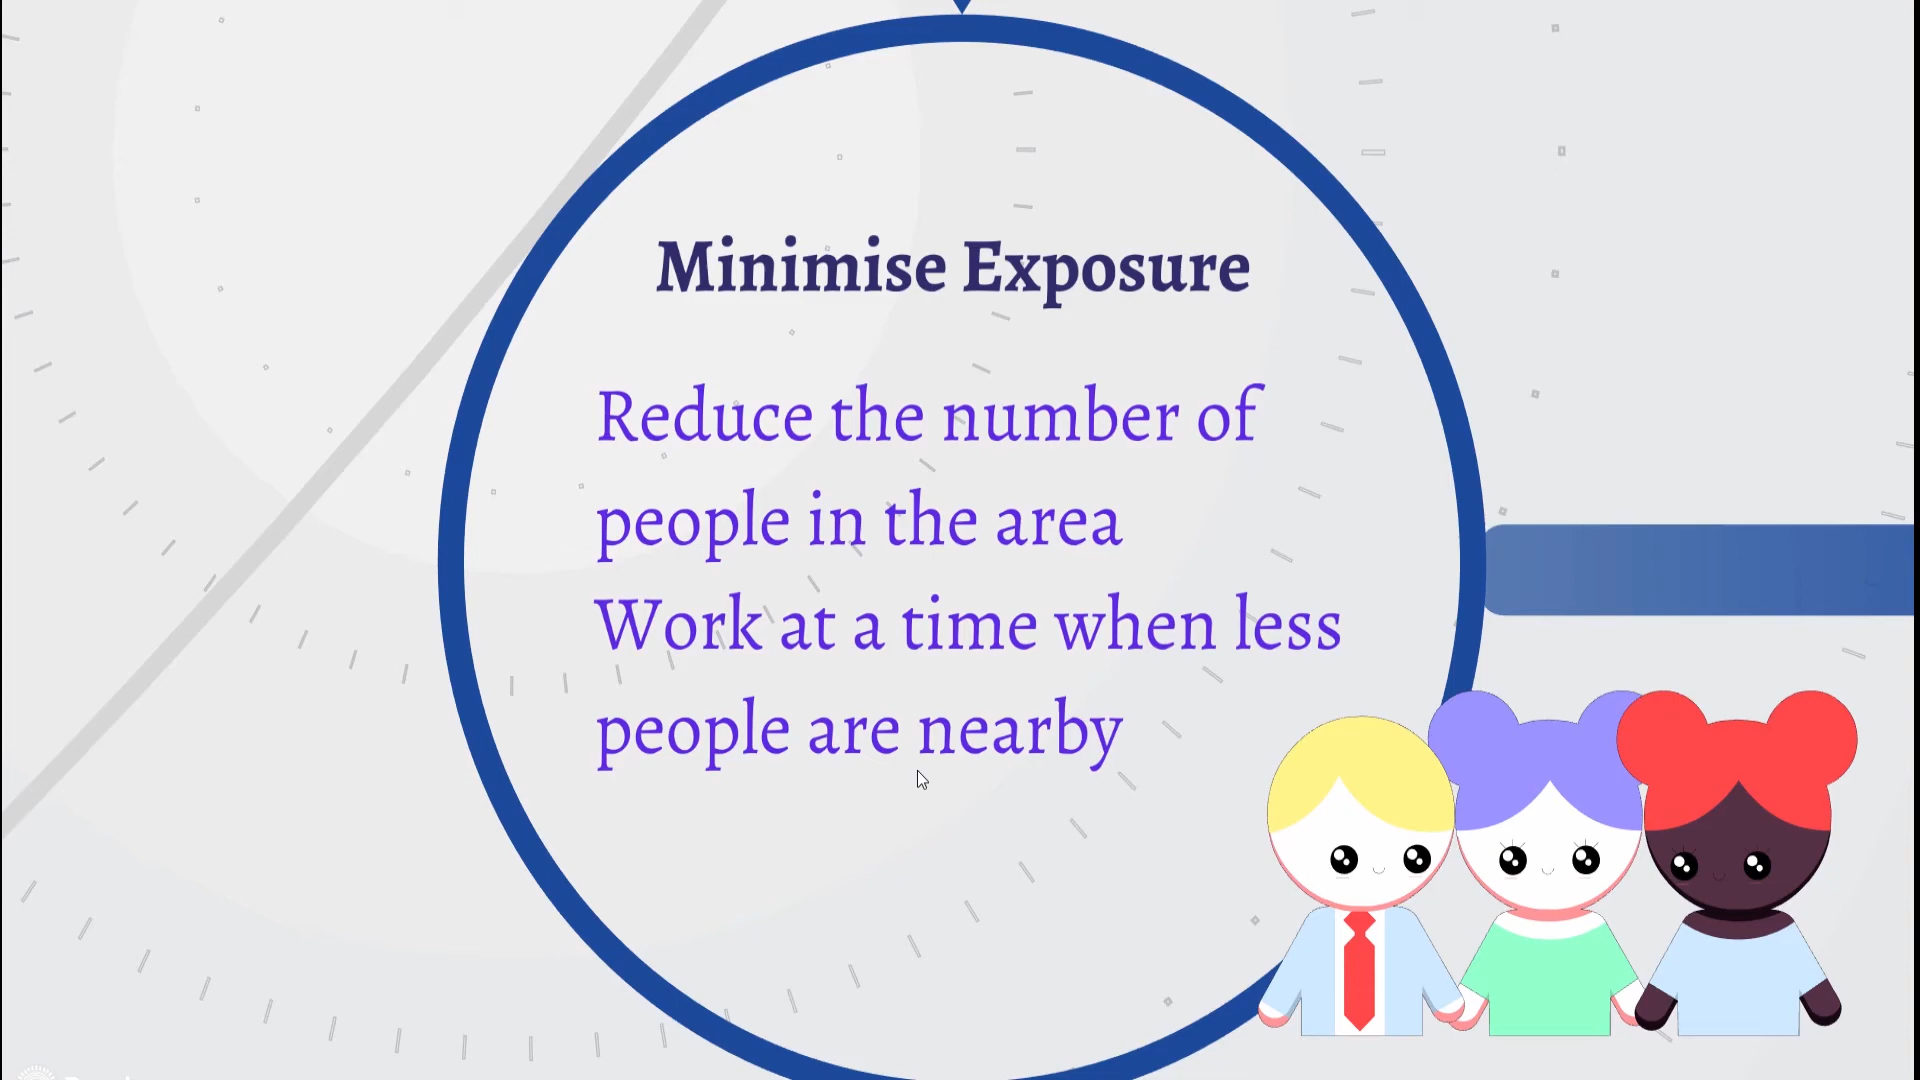 Minimise Exposure
Reduce the number of
people in the area
Work at a time when less
people are nearby